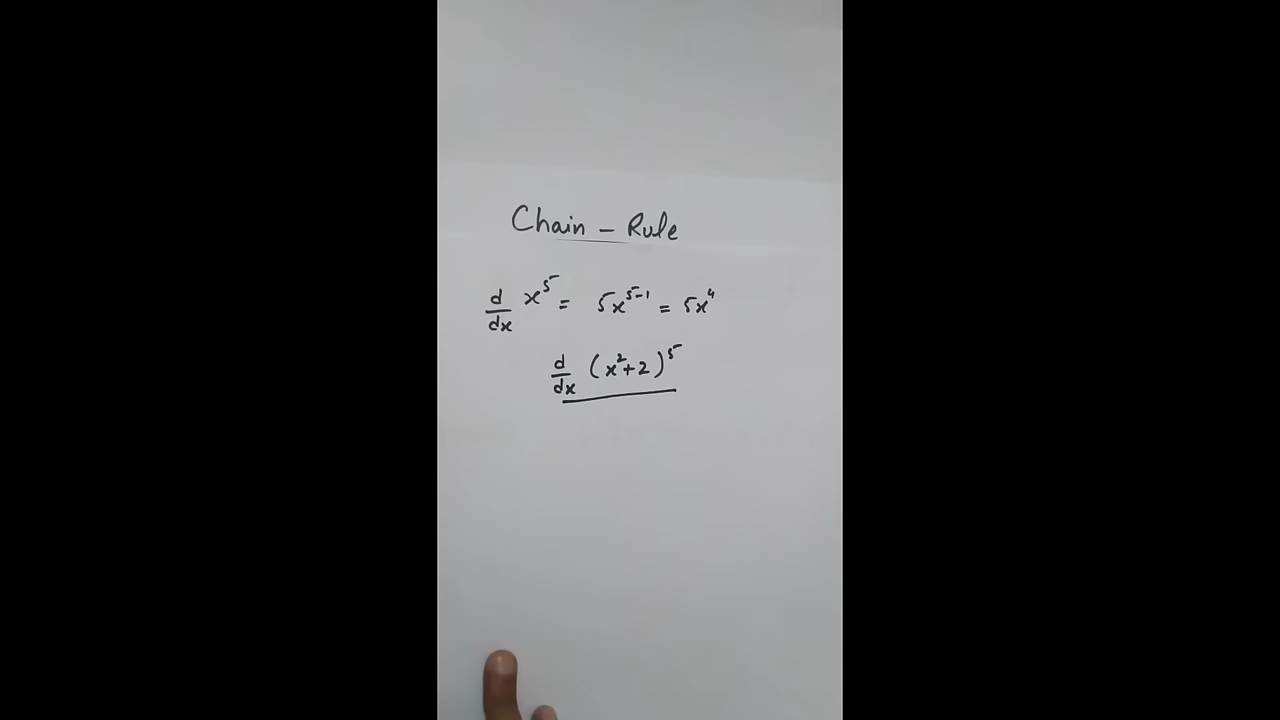 Chain - Rule
d/dx x^5 = 5x^(5-1) = 5x^4
d/dx (x^2+2)^5